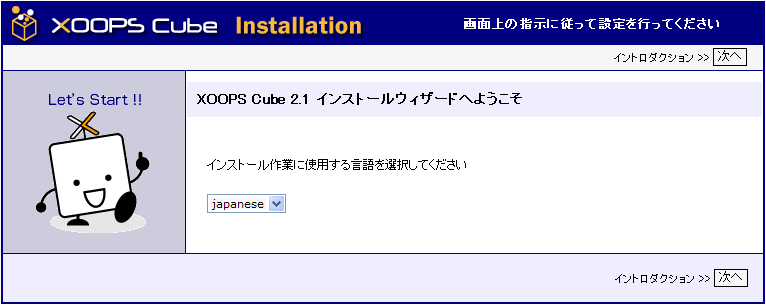 XOOPS Cube Installation 画面上の指示に従って設定を行ってください
イントロダクション >> 次へ
Let's Start !!
XOOPS Cube 2.1 インストールウィザードへようこそ
インストール作業に使用する言語を選択してください
japanese
イントロダクション >> 次へ